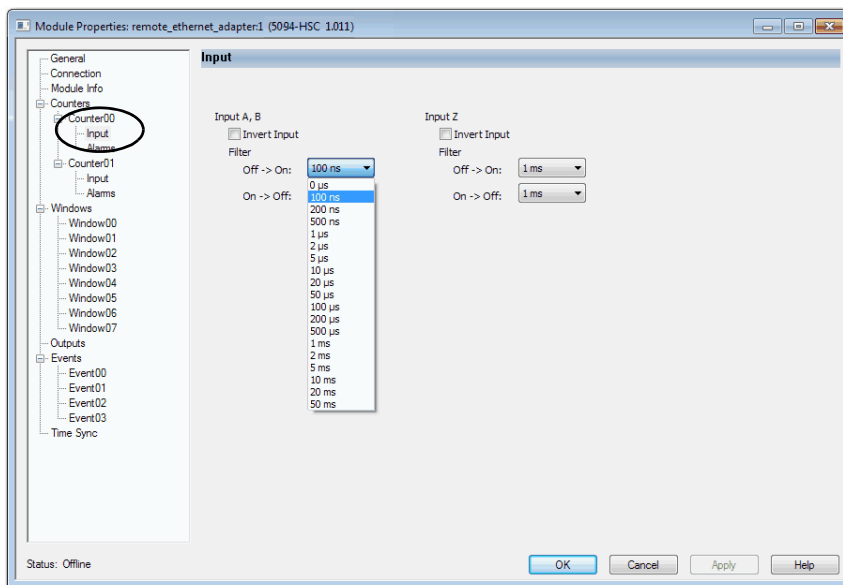 Module Properties: remote_ethernet_adapter:1 (5094-HSC 1.011)
General
Connection
Module Info
Counters
Counter00
Input
Alarms
Counter01
Input
Alarms
Windows
Window00
Window01
Window02
Window03
Window04
Window05
Window06
Window07
Outputs
Events
Event00
Event01
Event02
Event03
Time Sync
Input
Input A, B
Invert Input
Filter
Off -> On: 100 ns
On -> Off:
0 µs
100 ns
200 ns
500 ns
1 µs
2 µs
5 µs
10 µs
20 µs
50 µs
100 µs
200 µs
500 µs
1 ms
2 ms
5 ms
10 ms
20 ms
50 ms
Input Z
Invert Input
Filter
Off -> On: 1 ms
On -> Off: 1 ms
Status: Offline
OK Cancel Apply Help